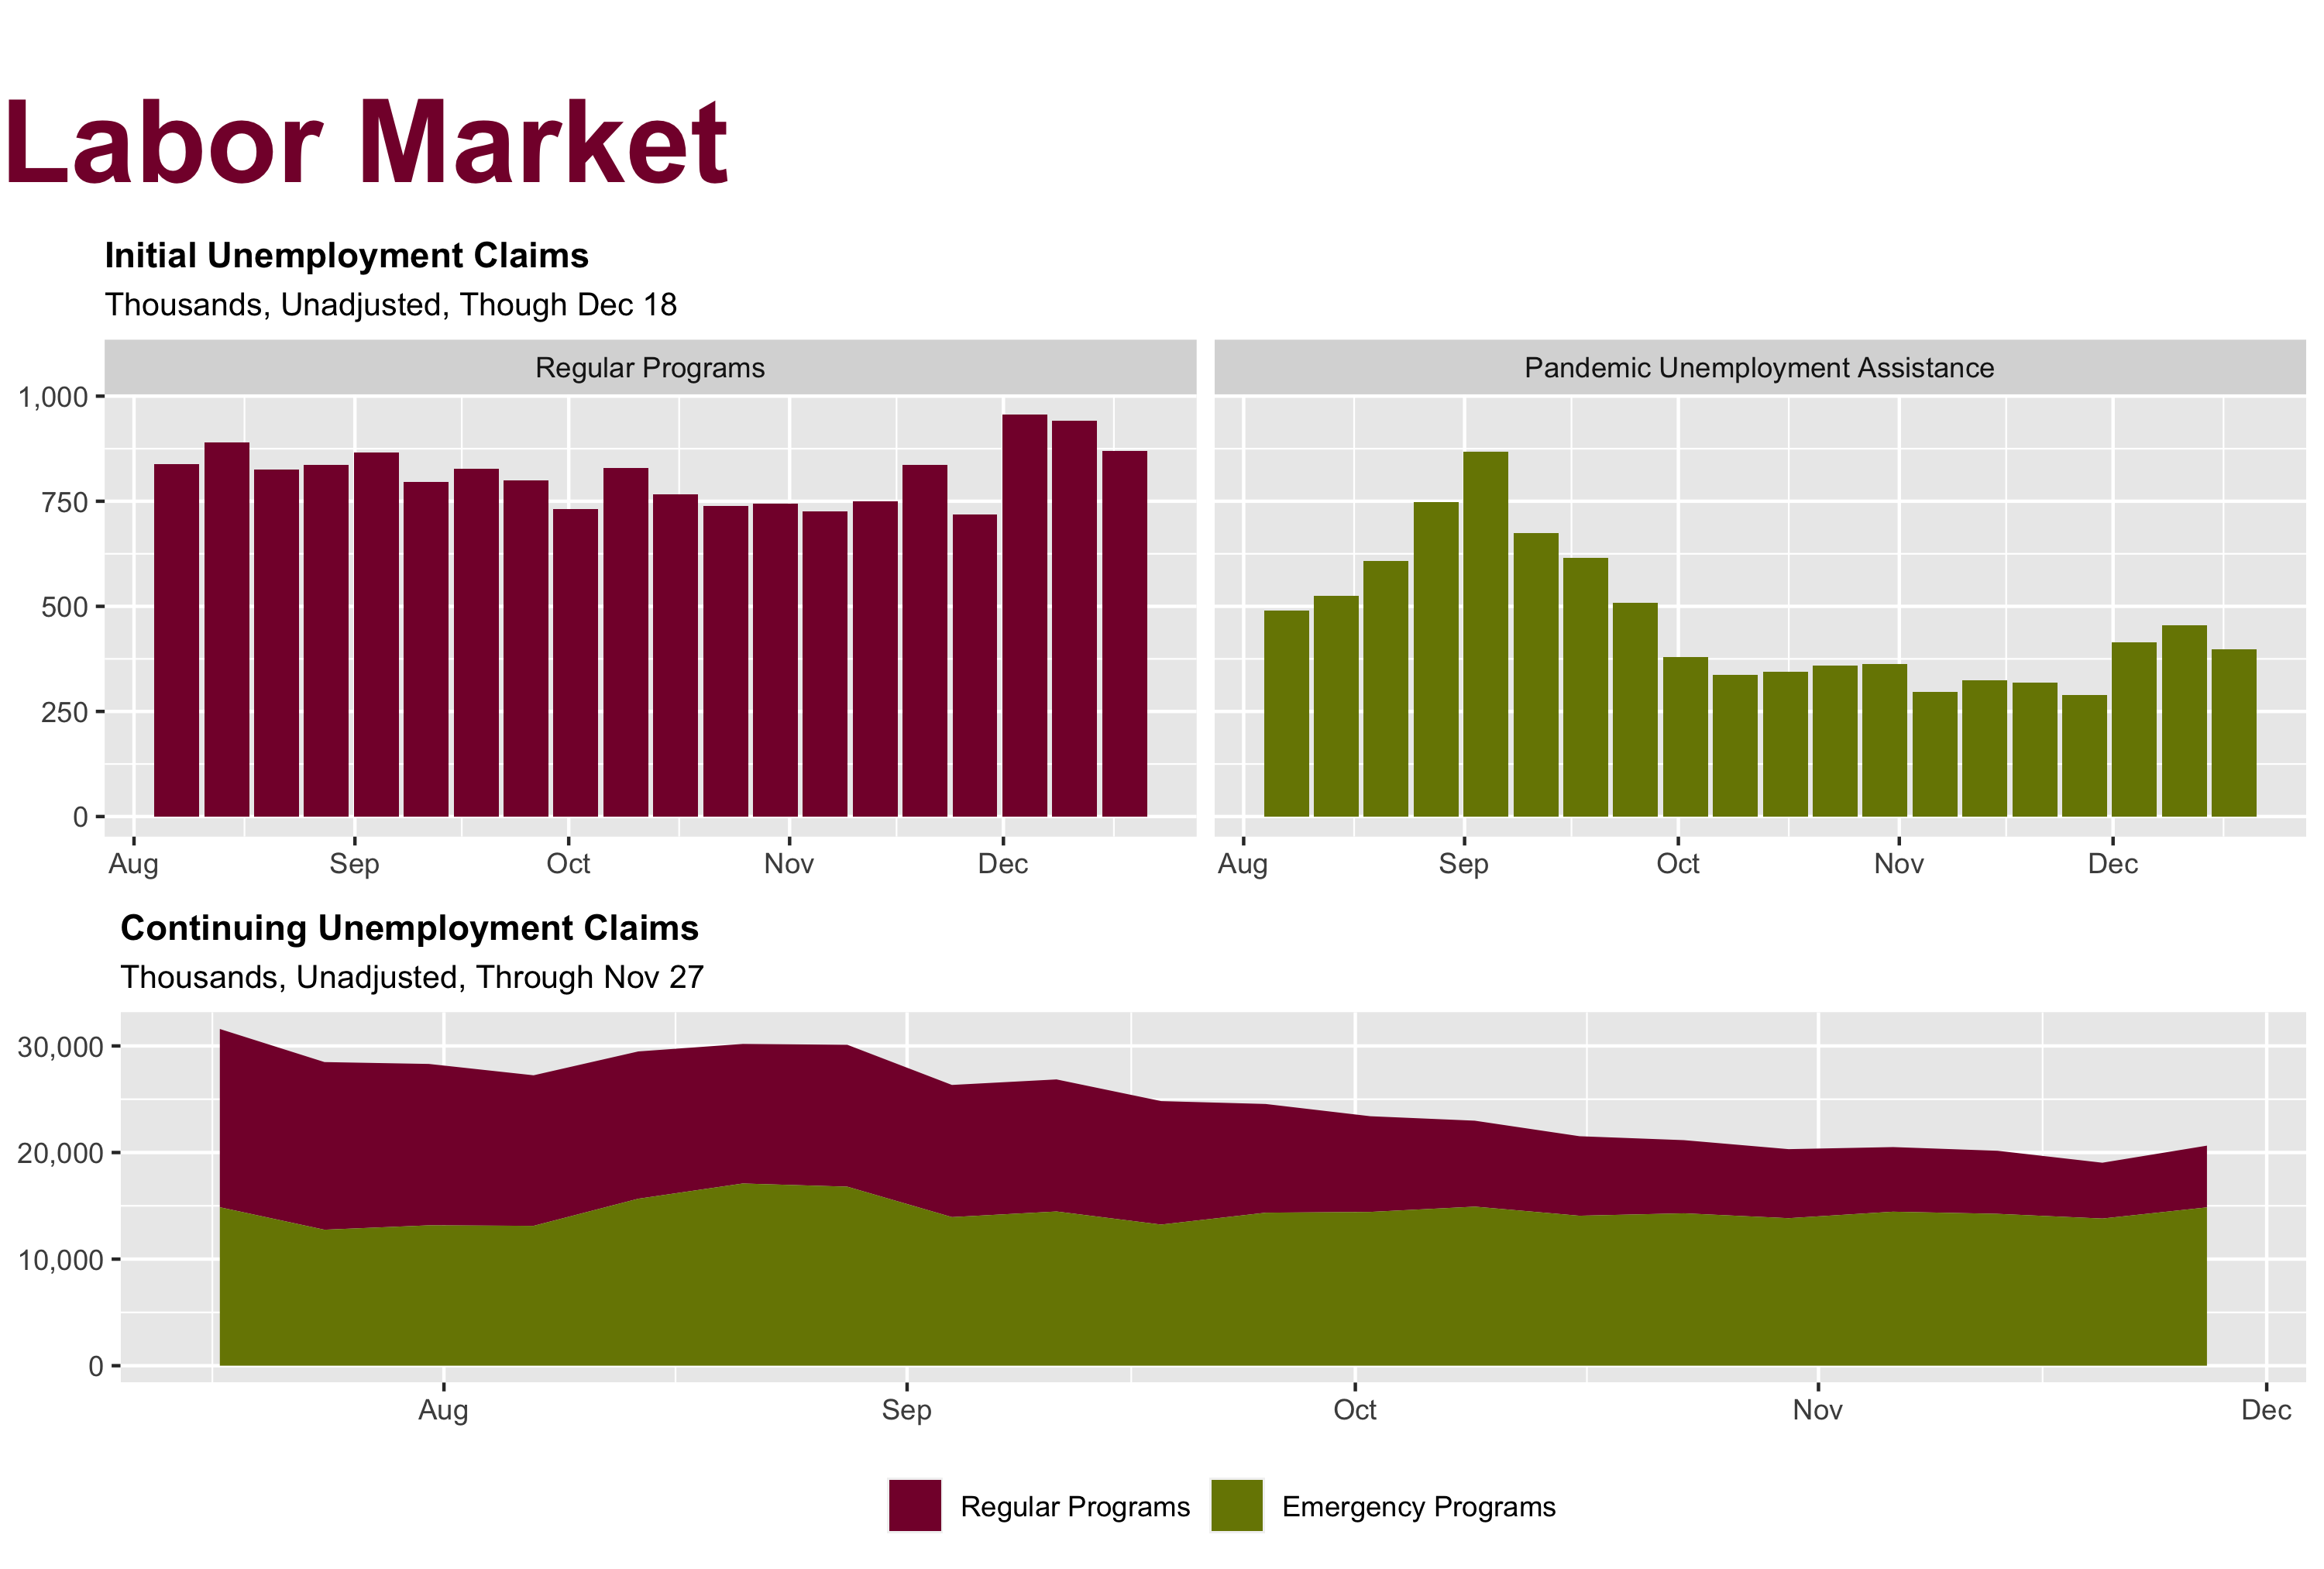 Labor Market
Initial Unemployment Claims
Thousands, Unadjusted, Though Dec 18
Regular Programs
Pandemic Unemployment Assistance
1,000
750
500
250
0
Aug Sep Oct Nov Dec
Aug Sep Oct Nov Dec
Continuing Unemployment Claims
Thousands, Unadjusted, Through Nov 27
30,000
20,000
10,000
0
Aug Sep Oct Nov Dec
Regular Programs Emergency Programs